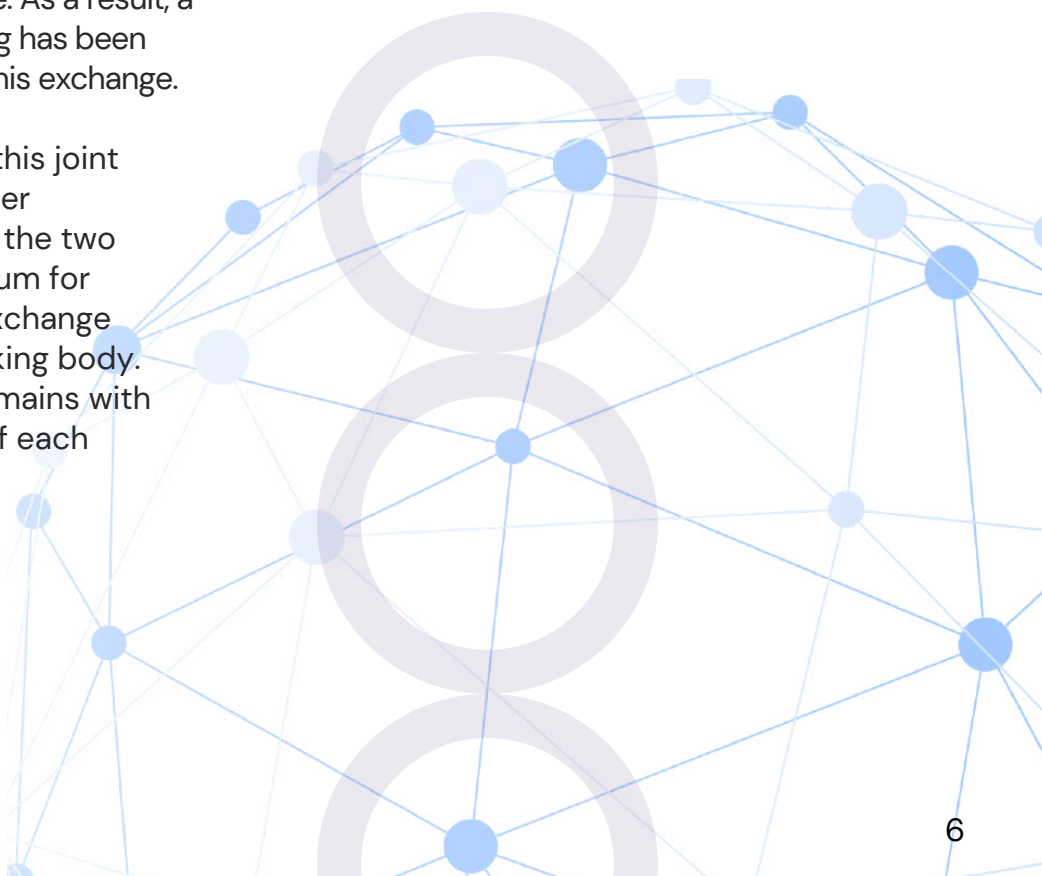 e. As a result, a
g has been
his exchange.
this joint
er
the two
um for
xchange
king body.
mains with
f each
6